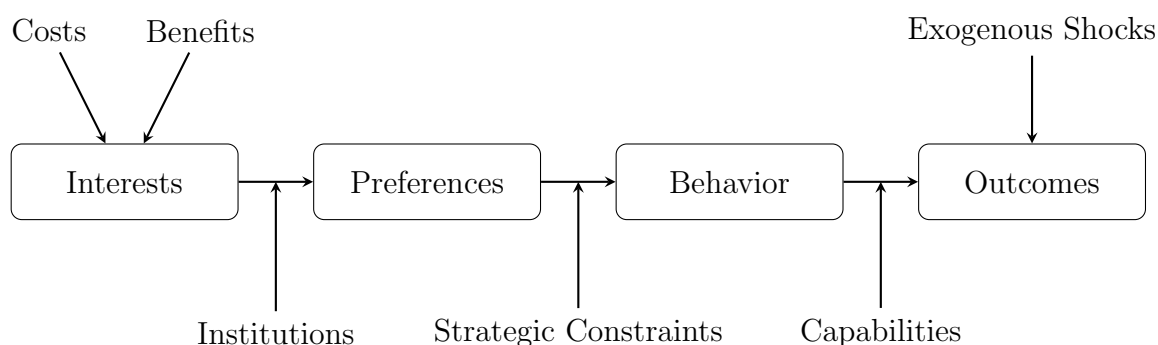 Costs Benefits Exogenous Shocks
Interests Preferences Behavior Outcomes
Institutions Strategic Constraints Capabilities